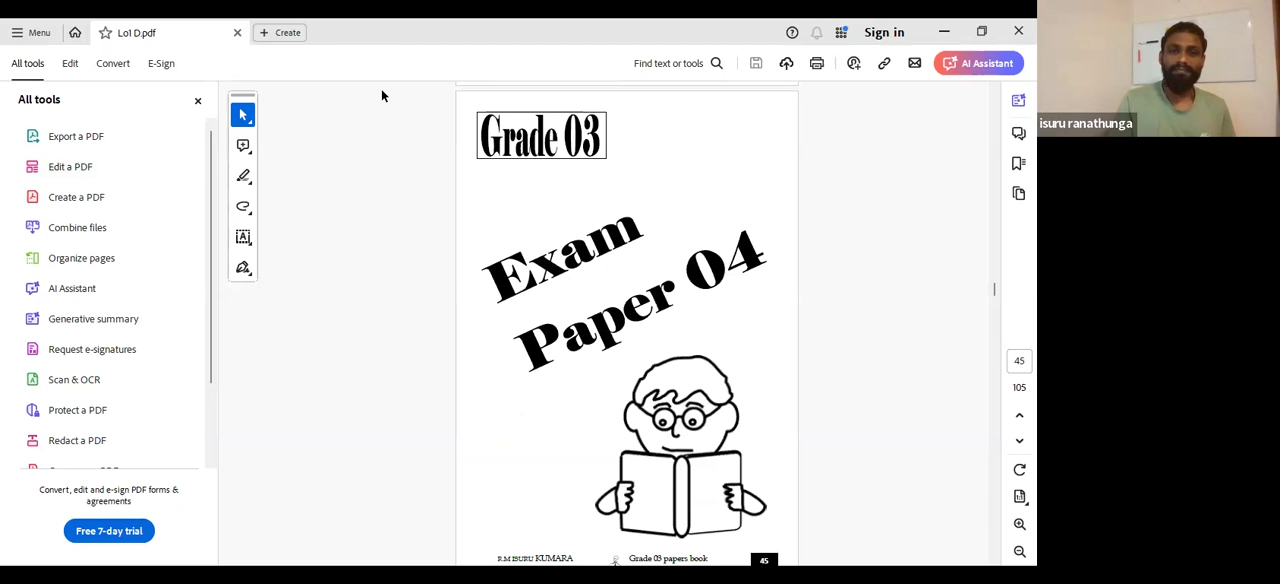 Menu
Lo1 D.pdf
Create
Sign in
All tools
Edit
Convert
E-Sign
Find text or tools
AI Assistant
All tools
Export a PDF
Edit a PDF
Create a PDF
Combine files
Organize pages
AI Assistant
Generative summary
Request e-signatures
Scan & OCR
Protect a PDF
Redact a PDF
Convert, edit and e-sign PDF forms &
agreements
Free 7-day trial
Grade 03
Exam
Paper 04
R.M ISURU KUMARA
Grade 03 papers book
45
45
105
isuru ranathunga